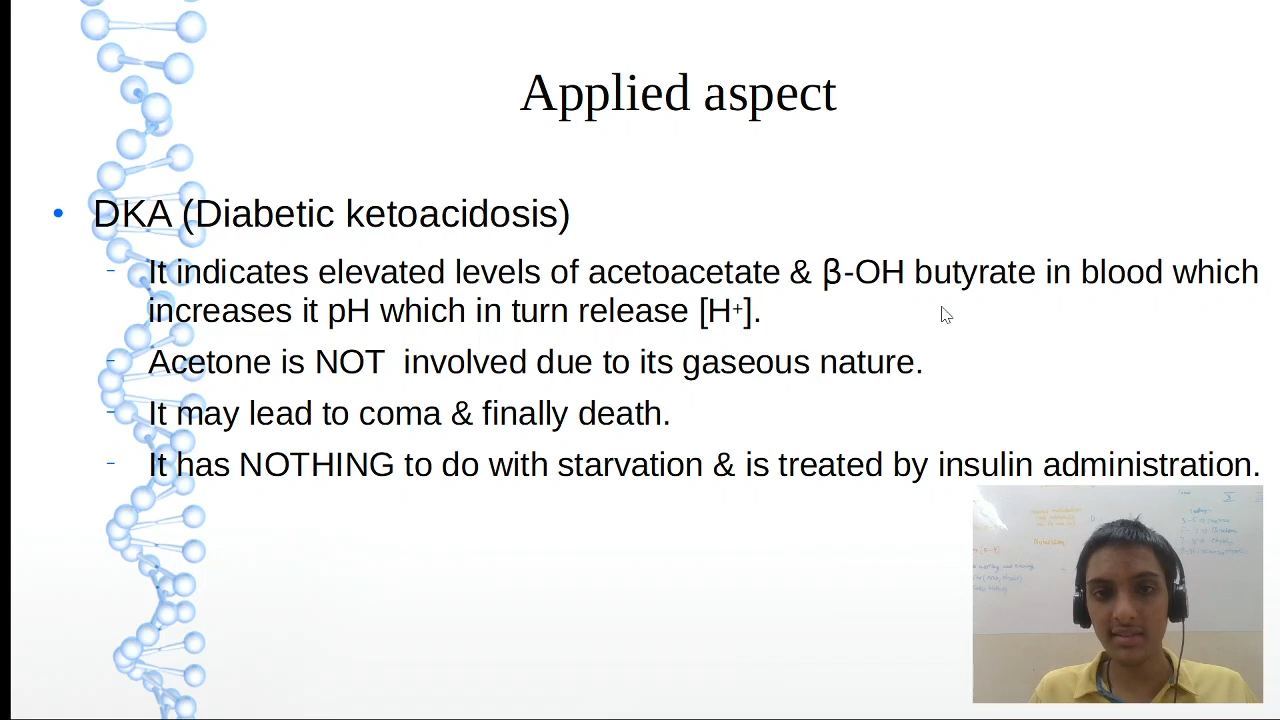 Applied aspect
DKA (Diabetic ketoacidosis)
It indicates elevated levels of acetoacetate & β-OH butyrate in blood which
increases it pH which in turn release [H+].
Acetone is NOT involved due to its gaseous nature.
It may lead to coma & finally death.
It has NOTHING to do with starvation & is treated by insulin administration.